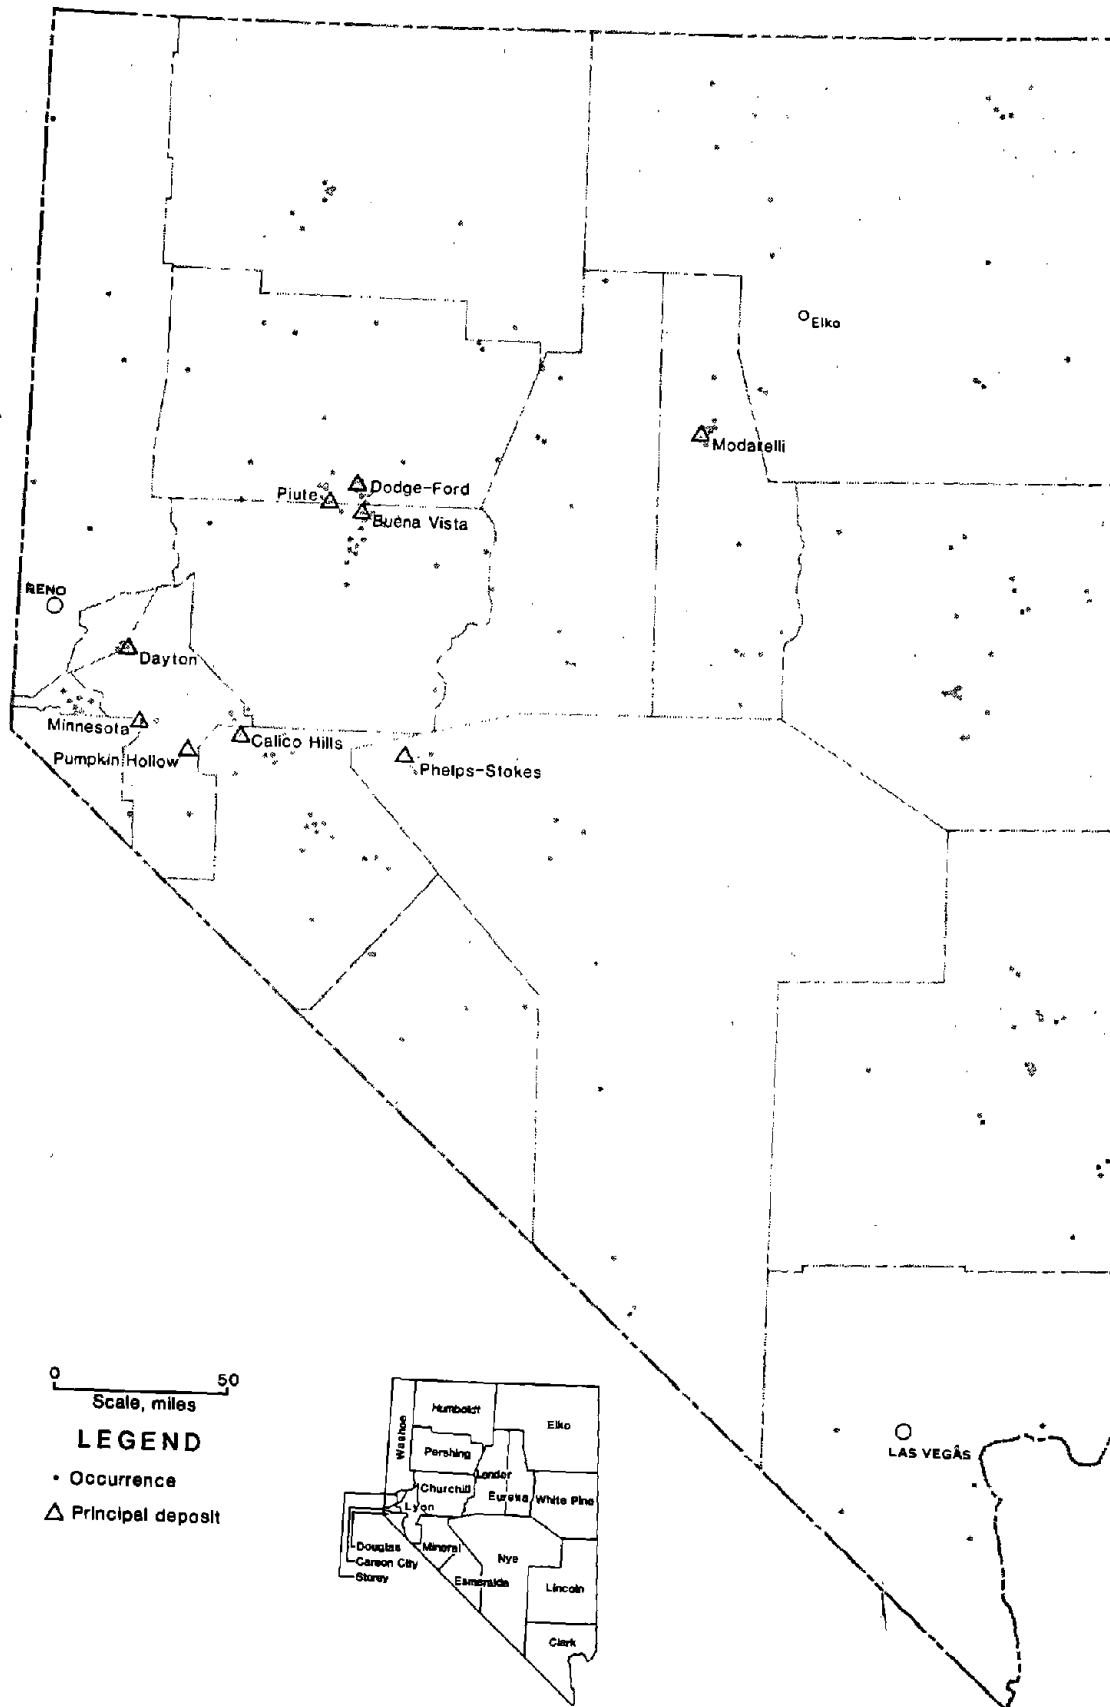 Elko
Modarelli
Dodge-Ford
Piute
Buena Vista
RENO
Dayton
Minnesota
Calico Hills
Pumpkin Hollow
Phelps-Stokes
0 50
Scale, miles
LEGEND
Occurrence
Principal deposit
LAS VEGAS
Humboldt
Elko
Washoe
Pershing
Lander
Churchill
Eureka
White Pine
Lyon
Douglas
Mineral
Carson City
Nye
Storey
Esmeralda
Lincoln
Clark